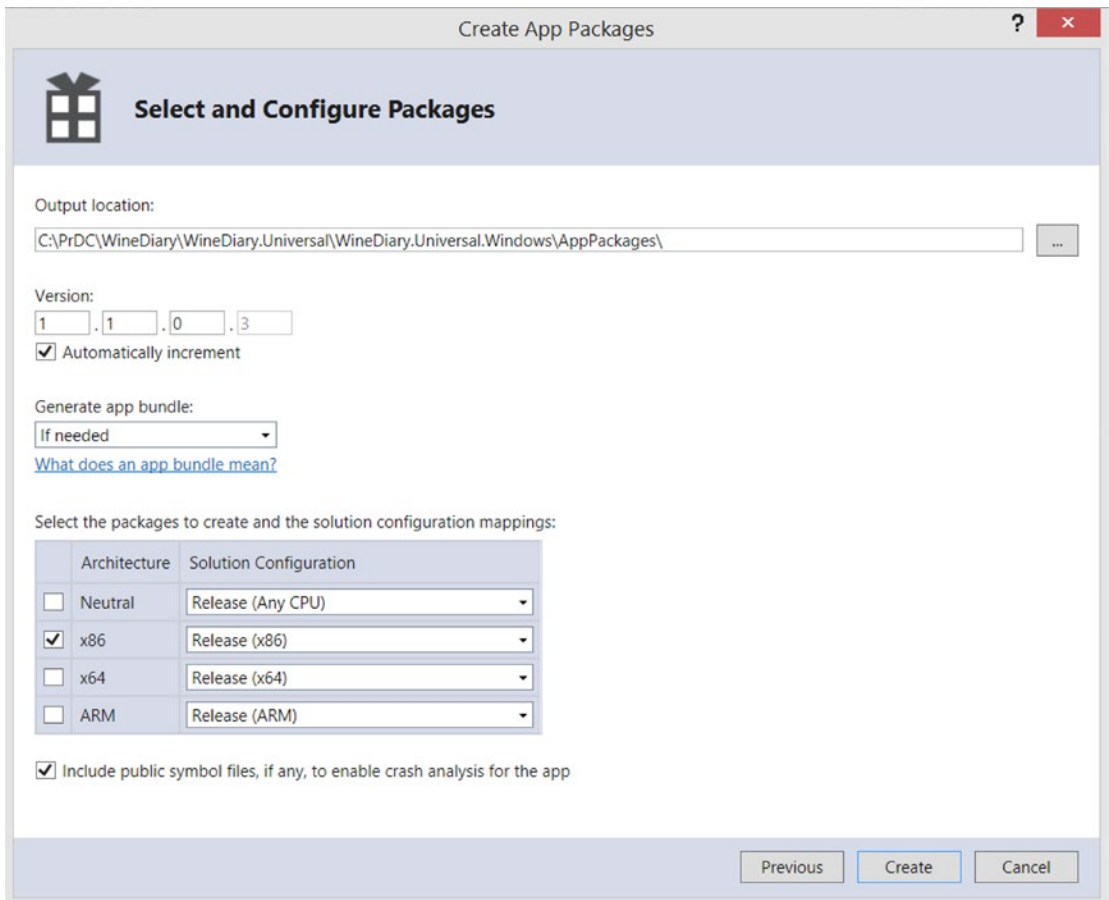 Create App Packages
?
Select and Configure Packages
Output location:
C:\PrDC\WineDiary\WineDiary.Universal\WineDiary.Universal.Windows\AppPackages\
...
Version:
1 . 1 . 0 . 3
Automatically increment
Generate app bundle:
If needed
What does an app bundle mean?
Select the packages to create and the solution configuration mappings:
Architecture Solution Configuration
Neutral Release (Any CPU)
x86 Release (x86)
x64 Release (x64)
ARM Release (ARM)
Include public symbol files, if any, to enable crash analysis for the app
Previous Create Cancel